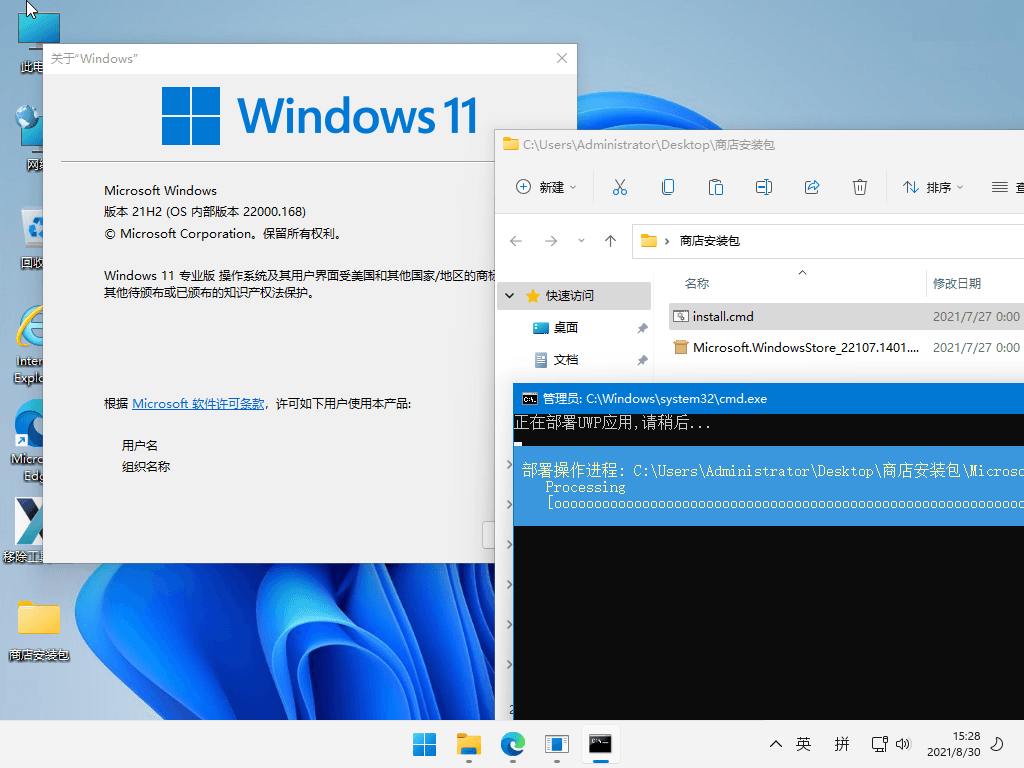 此电
网络
回收
Inter
Explo
Micro
Edg
移除工具
商店安装包
关于“Windows”
Windows 11
Microsoft Windows
版本 21H2 (OS 内部版本 22000.168)
© Microsoft Corporation。保留所有权利。
Windows 11 专业版 操作系统及其用户界面受美国和其他国家/地区的商标
其他待颁布或已颁布的知识产权法保护。
根据 Microsoft 软件许可条款，许可如下用户使用本产品:
用户名
组织名称
C:\Users\Administrator\Desktop\商店安装包
新建
排序
商店安装包
名称
修改日期
快速访问
桌面
文档
install.cmd 2021/7/27 0:00
Microsoft.WindowsStore_22107.1401.... 2021/7/27 0:00
管理员: C:\Windows\system32\cmd.exe
正在部署UWP应用,请稍后...
部署操作进程: C:\Users\Administrator\Desktop\商店安装包\Microso
Processing
[oooooooooooooooooooooooooooooooooooooooooooooooooooooooooooo
英
拼
15:28
2021/8/30